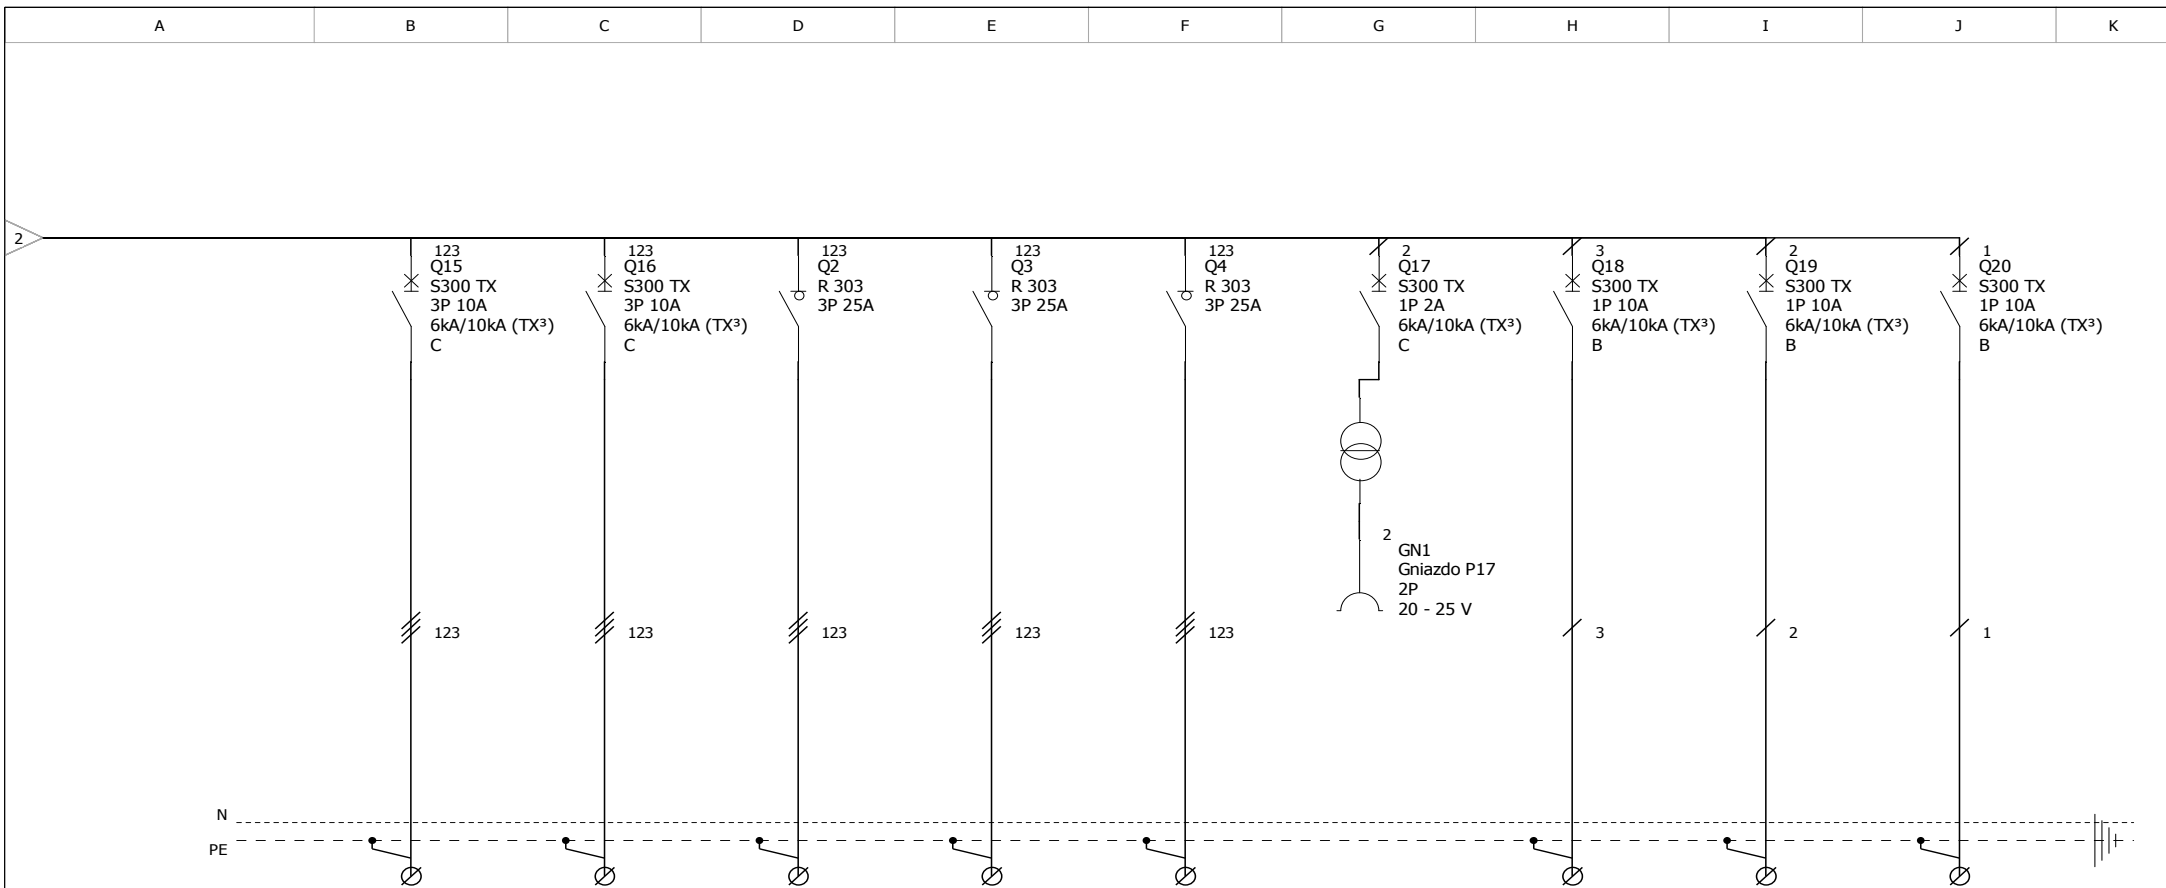 A B C D E F G H I J K
2
123
Q15
S300 TX
3P 10A
6kA/10kA (TX³)
C
123
Q16
S300 TX
3P 10A
6kA/10kA (TX³)
C
123
Q2
R 303
3P 25A
123
Q3
R 303
3P 25A
123
Q4
R 303
3P 25A
2
Q17
S300 TX
1P 2A
6kA/10kA (TX³)
C
3
Q18
S300 TX
1P 10A
6kA/10kA (TX³)
B
2
Q19
S300 TX
1P 10A
6kA/10kA (TX³)
B
1
Q20
S300 TX
1P 10A
6kA/10kA (TX³)
B
2
GN1
Gniazdo P17
2P
20 - 25 V
123 123 123 123 123 3 2 1
N
PE